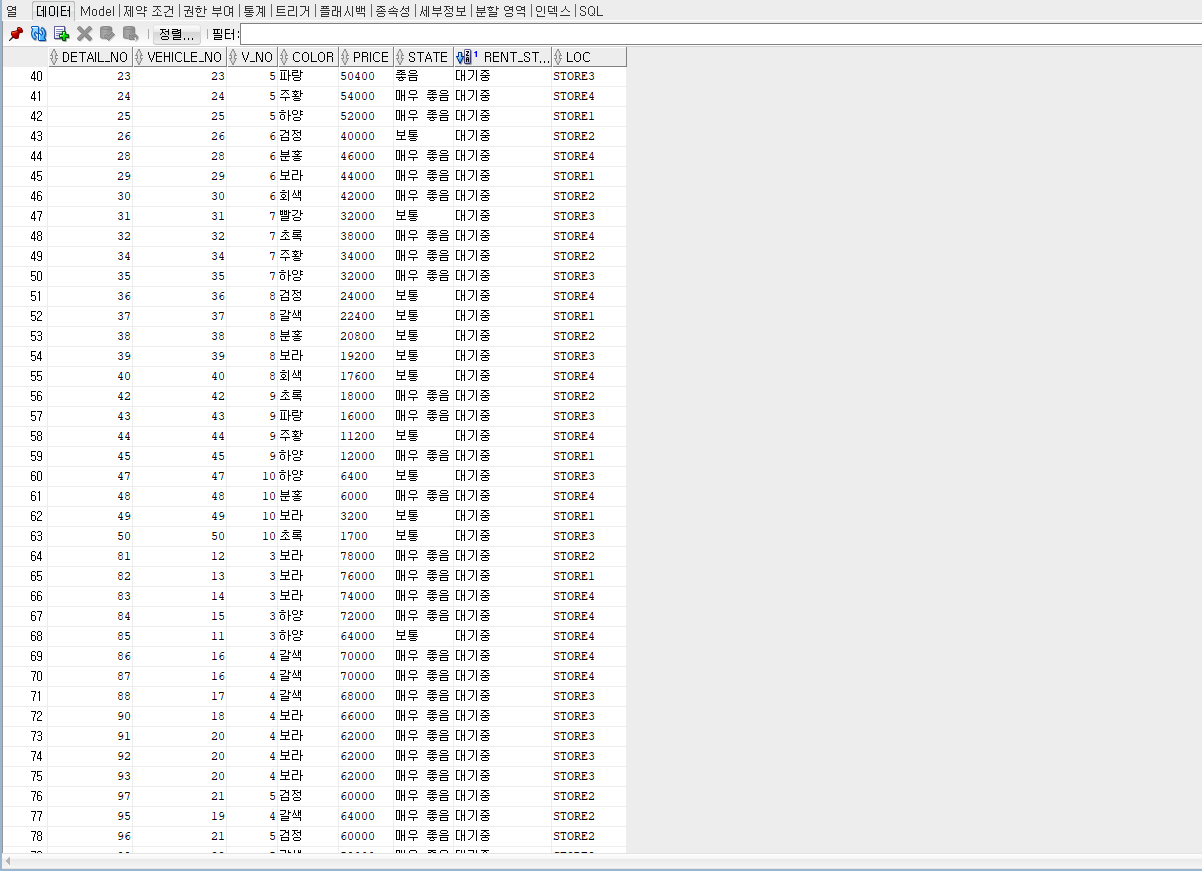 열 데이터 Model 제약 조건 권한 부여 통계 트리거 플래시백 종속성 세부정보 분할 영역 인덱스 SQL
정렬... 필터:
DETAIL_NO VEHICLE_NO V_NO COLOR PRICE STATE 1 RENT_ST... LOC
40 23 23 5 파랑 50400 좋음 대기중 STORE3
41 24 24 5 주황 54000 매우 좋음 대기중 STORE4
42 25 25 5 하양 52000 매우 좋음 대기중 STORE1
43 26 26 6 검정 40000 보통 대기중 STORE2
44 28 28 6 분홍 46000 매우 좋음 대기중 STORE4
45 29 29 6 보라 44000 매우 좋음 대기중 STORE1
46 30 30 6 회색 42000 매우 좋음 대기중 STORE2
47 31 31 7 빨강 32000 보통 대기중 STORE3
48 32 32 7 초록 38000 매우 좋음 대기중 STORE4
49 34 34 7 주황 34000 매우 좋음 대기중 STORE2
50 35 35 7 하양 32000 매우 좋음 대기중 STORE3
51 36 36 8 검정 24000 보통 대기중 STORE4
52 37 37 8 갈색 22400 보통 대기중 STORE1
53 38 38 8 분홍 20800 보통 대기중 STORE2
54 39 39 8 보라 19200 보통 대기중 STORE3
55 40 40 8 회색 17600 보통 대기중 STORE4
56 42 42 9 초록 18000 매우 좋음 대기중 STORE2
57 43 43 9 파랑 16000 매우 좋음 대기중 STORE3
58 44 44 9 주황 11200 보통 대기중 STORE4
59 45 45 9 하양 12000 매우 좋음 대기중 STORE1
60 47 47 10 하양 6400 보통 대기중 STORE3
61 48 48 10 분홍 6000 매우 좋음 대기중 STORE4
62 49 49 10 보라 3200 보통 대기중 STORE1
63 50 50 10 초록 1700 보통 대기중 STORE3
64 81 12 3 보라 78000 매우 좋음 대기중 STORE2
65 82 13 3 보라 76000 매우 좋음 대기중 STORE1
66 83 14 3 보라 74000 매우 좋음 대기중 STORE4
67 84 15 3 하양 72000 매우 좋음 대기중 STORE4
68 85 11 3 하양 64000 보통 대기중 STORE4
69 86 16 4 갈색 70000 매우 좋음 대기중 STORE4
70 87 16 4 갈색 70000 매우 좋음 대기중 STORE4
71 88 17 4 갈색 68000 매우 좋음 대기중 STORE3
72 90 18 4 보라 66000 매우 좋음 대기중 STORE3
73 91 20 4 보라 62000 매우 좋음 대기중 STORE3
74 92 20 4 보라 62000 매우 좋음 대기중 STORE3
75 93 20 4 보라 62000 매우 좋음 대기중 STORE3
76 97 21 5 검정 60000 매우 좋음 대기중 STORE2
77 95 19 4 갈색 64000 매우 좋음 대기중 STORE2
78 96 21 5 검정 60000 매우 좋음 대기중 STORE2